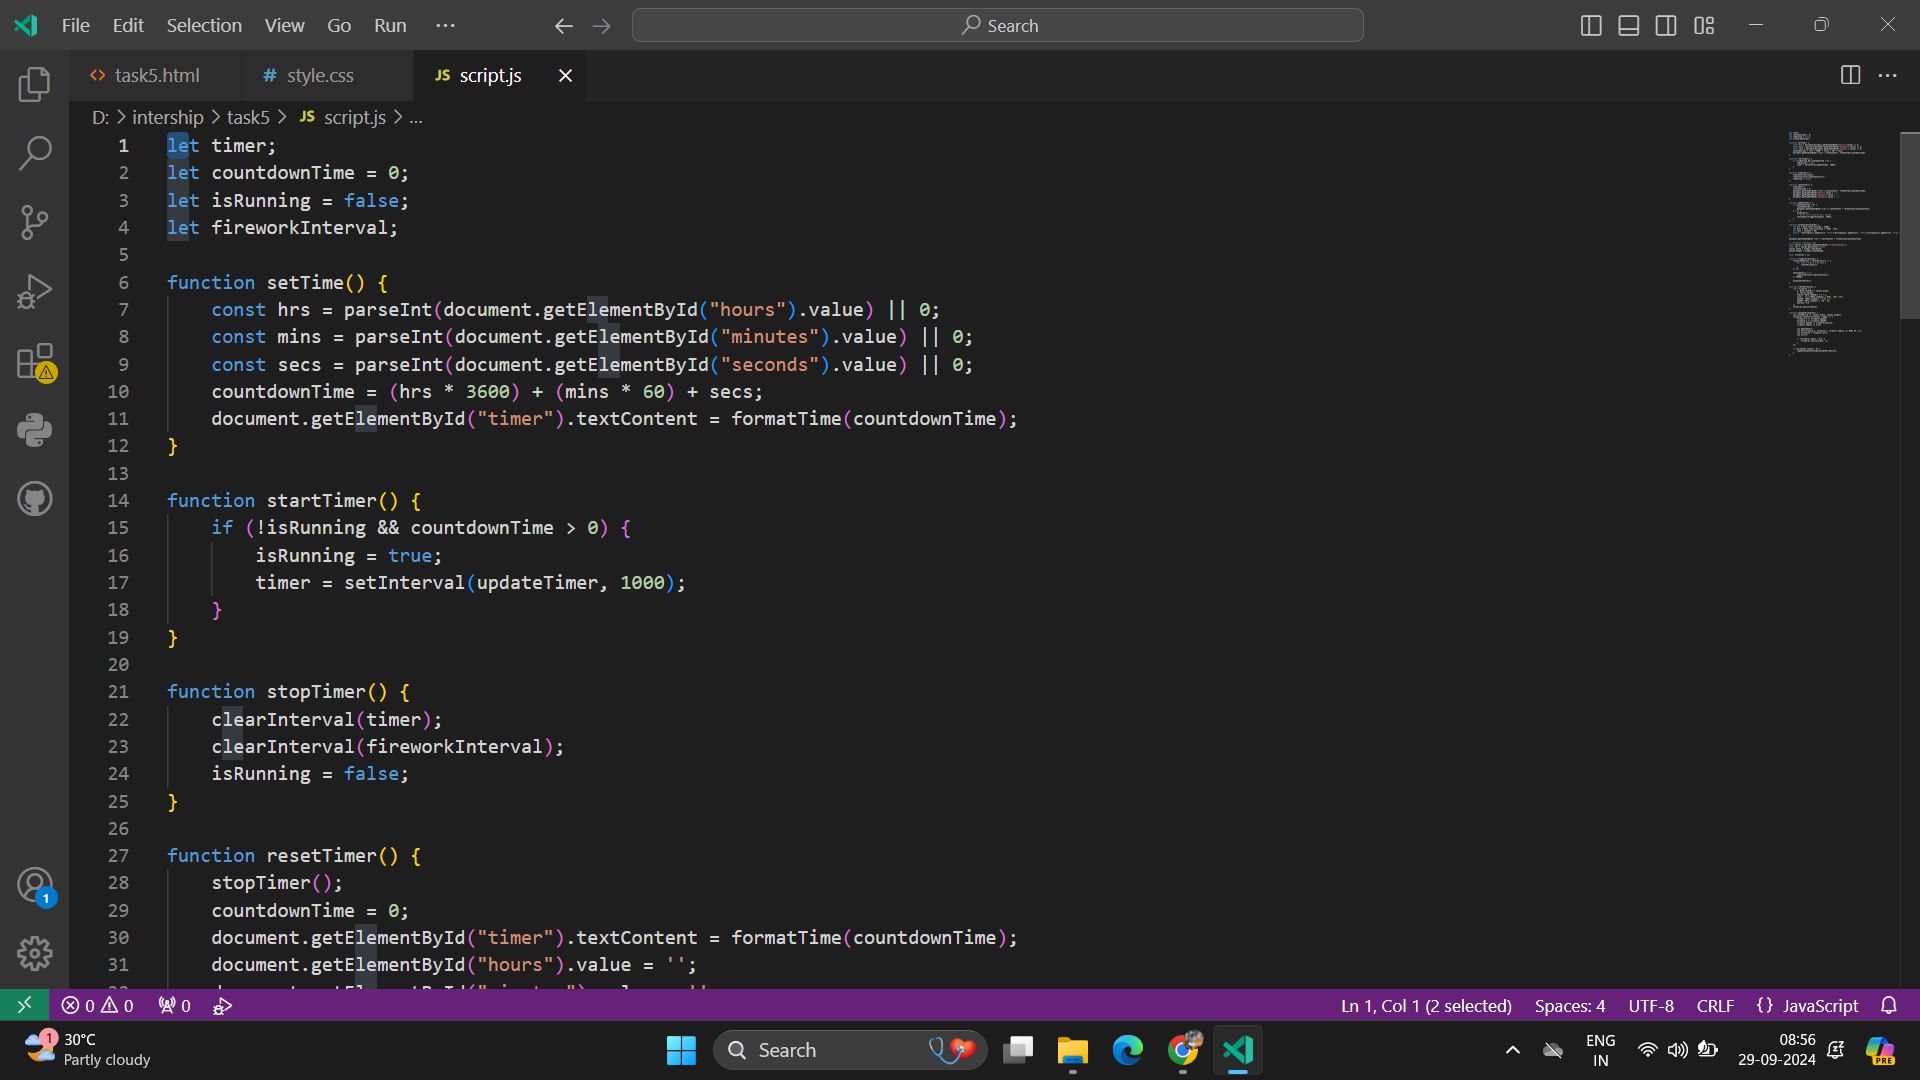 File Edit Selection View Go Run ···
Search
task5.html
# style.css
JS script.js
D: > intership > task5 > JS script.js > ...
1 let timer;
2 let countdownTime = 0;
3 let isRunning = false;
4 let fireworkInterval;
5
6 function setTime() {
7 const hrs = parseInt(document.getElementById("hours").value) || 0;
8 const mins = parseInt(document.getElementById("minutes").value) || 0;
9 const secs = parseInt(document.getElementById("seconds").value) || 0;
10 countdownTime = (hrs * 3600) + (mins * 60) + secs;
11 document.getElementById("timer").textContent = formatTime(countdownTime);
12 }
13
14 function startTimer() {
15 if (!isRunning && countdownTime > 0) {
16 isRunning = true;
17 timer = setInterval(updateTimer, 1000);
18 }
19 }
20
21 function stopTimer() {
22 clearInterval(timer);
23 clearInterval(fireworkInterval);
24 isRunning = false;
25 }
26
27 function resetTimer() {
28 stopTimer();
29 countdownTime = 0;
30 document.getElementById("timer").textContent = formatTime(countdownTime);
31 document.getElementById("hours").value = '';
1
0 0 0
Ln 1, Col 1 (2 selected) Spaces: 4 UTF-8 CRLF {} JavaScript
1
30°C
Partly cloudy
Search
ENG
IN
08:56
29-09-2024
PRE